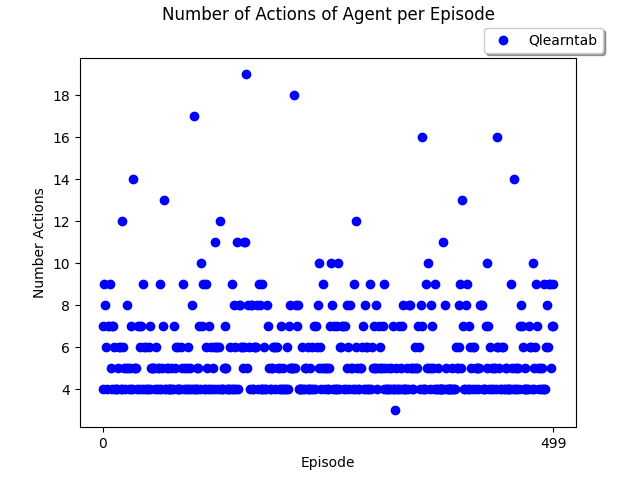 Number of Actions of Agent per Episode
Qlearntab
18
16
14
12
10
8
6
4
Number Actions
0
499
Episode